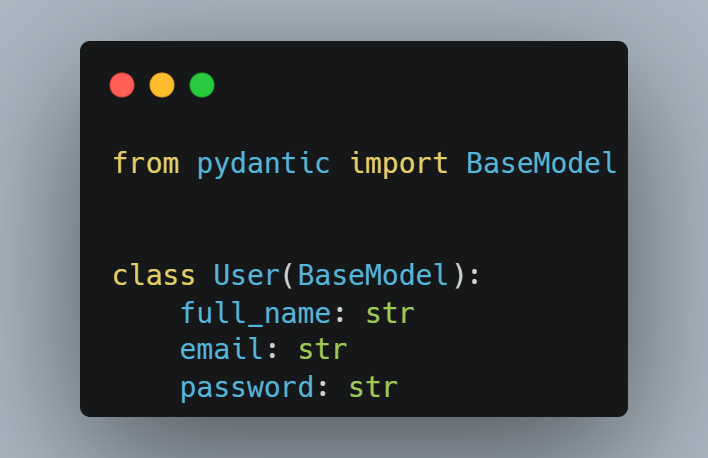 from pydantic import BaseModel
class User(BaseModel):
    full_name: str
    email: str
    password: str